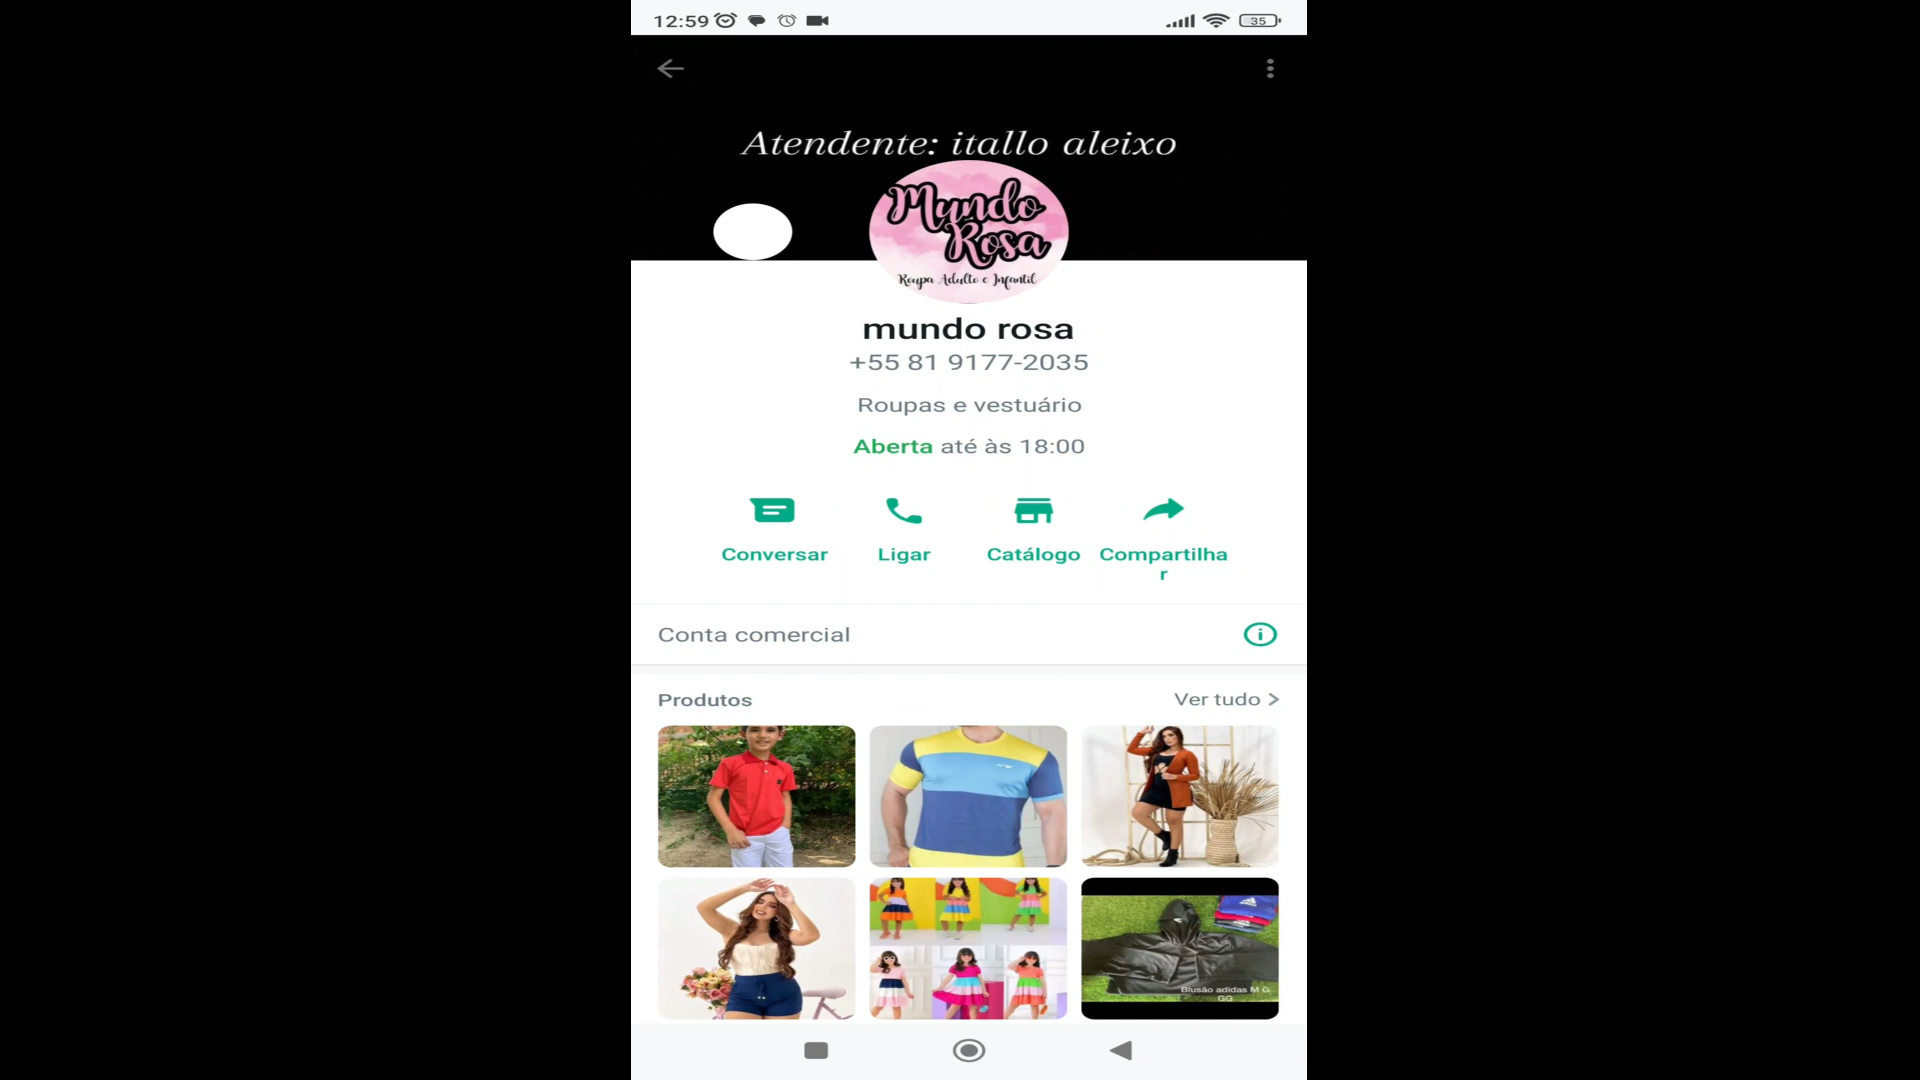 12:59
35
Atendente: itallo aleixo
Mundo
Rosa
Roupa Adulto e Infantil
mundo rosa
+55 81 9177-2035
Roupas e vestuário
Aberta até às 18:00
Conversar Ligar Catálogo Compartilha
r
Conta comercial
Produtos Ver tudo
adidas
Blusão adidas M G
GG